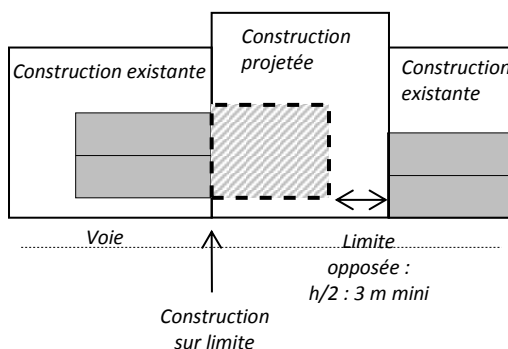 Construction existante
Construction
projetée
Construction
existante
Voie
Limite
opposée :
h/2 : 3 m mini
Construction
sur limite